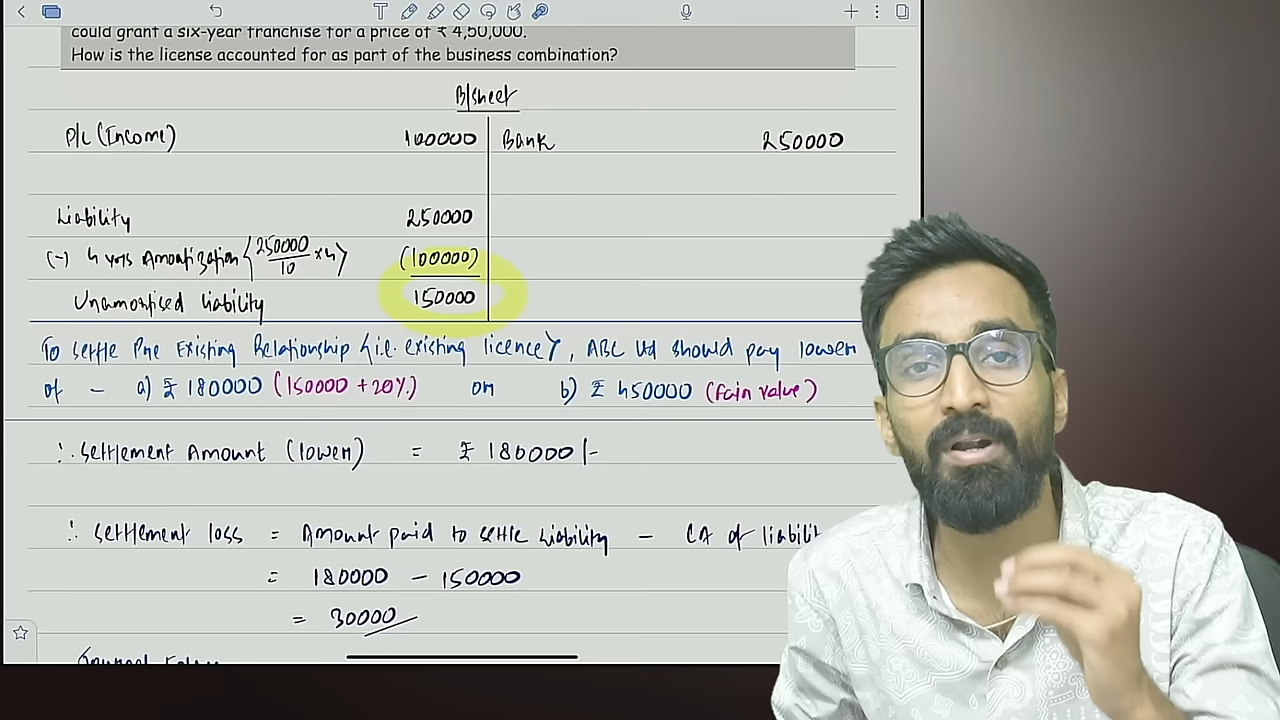 could grant a six-year franchise for a price of ₹ 4,50,000.
How is the license accounted for as part of the business combination?
B/sheet
P/L (Income) 100000 Bank 250000
Liability 250000
(-) 4 yrs Amortization {250000/10 x4} (100000)
Unamortised liability 150000
To settle Pre Existing Relationship {i.e. existing licence}, ABC Ltd should pay lower
of - a) ₹ 180000 (150000 + 20%) or b) ₹ 450000 (Fair value)
∴ Settlement Amount (lower) = ₹ 180000/-
∴ Settlement loss = Amount paid to settle liability - CA of
= 180000 - 150000
= 30000